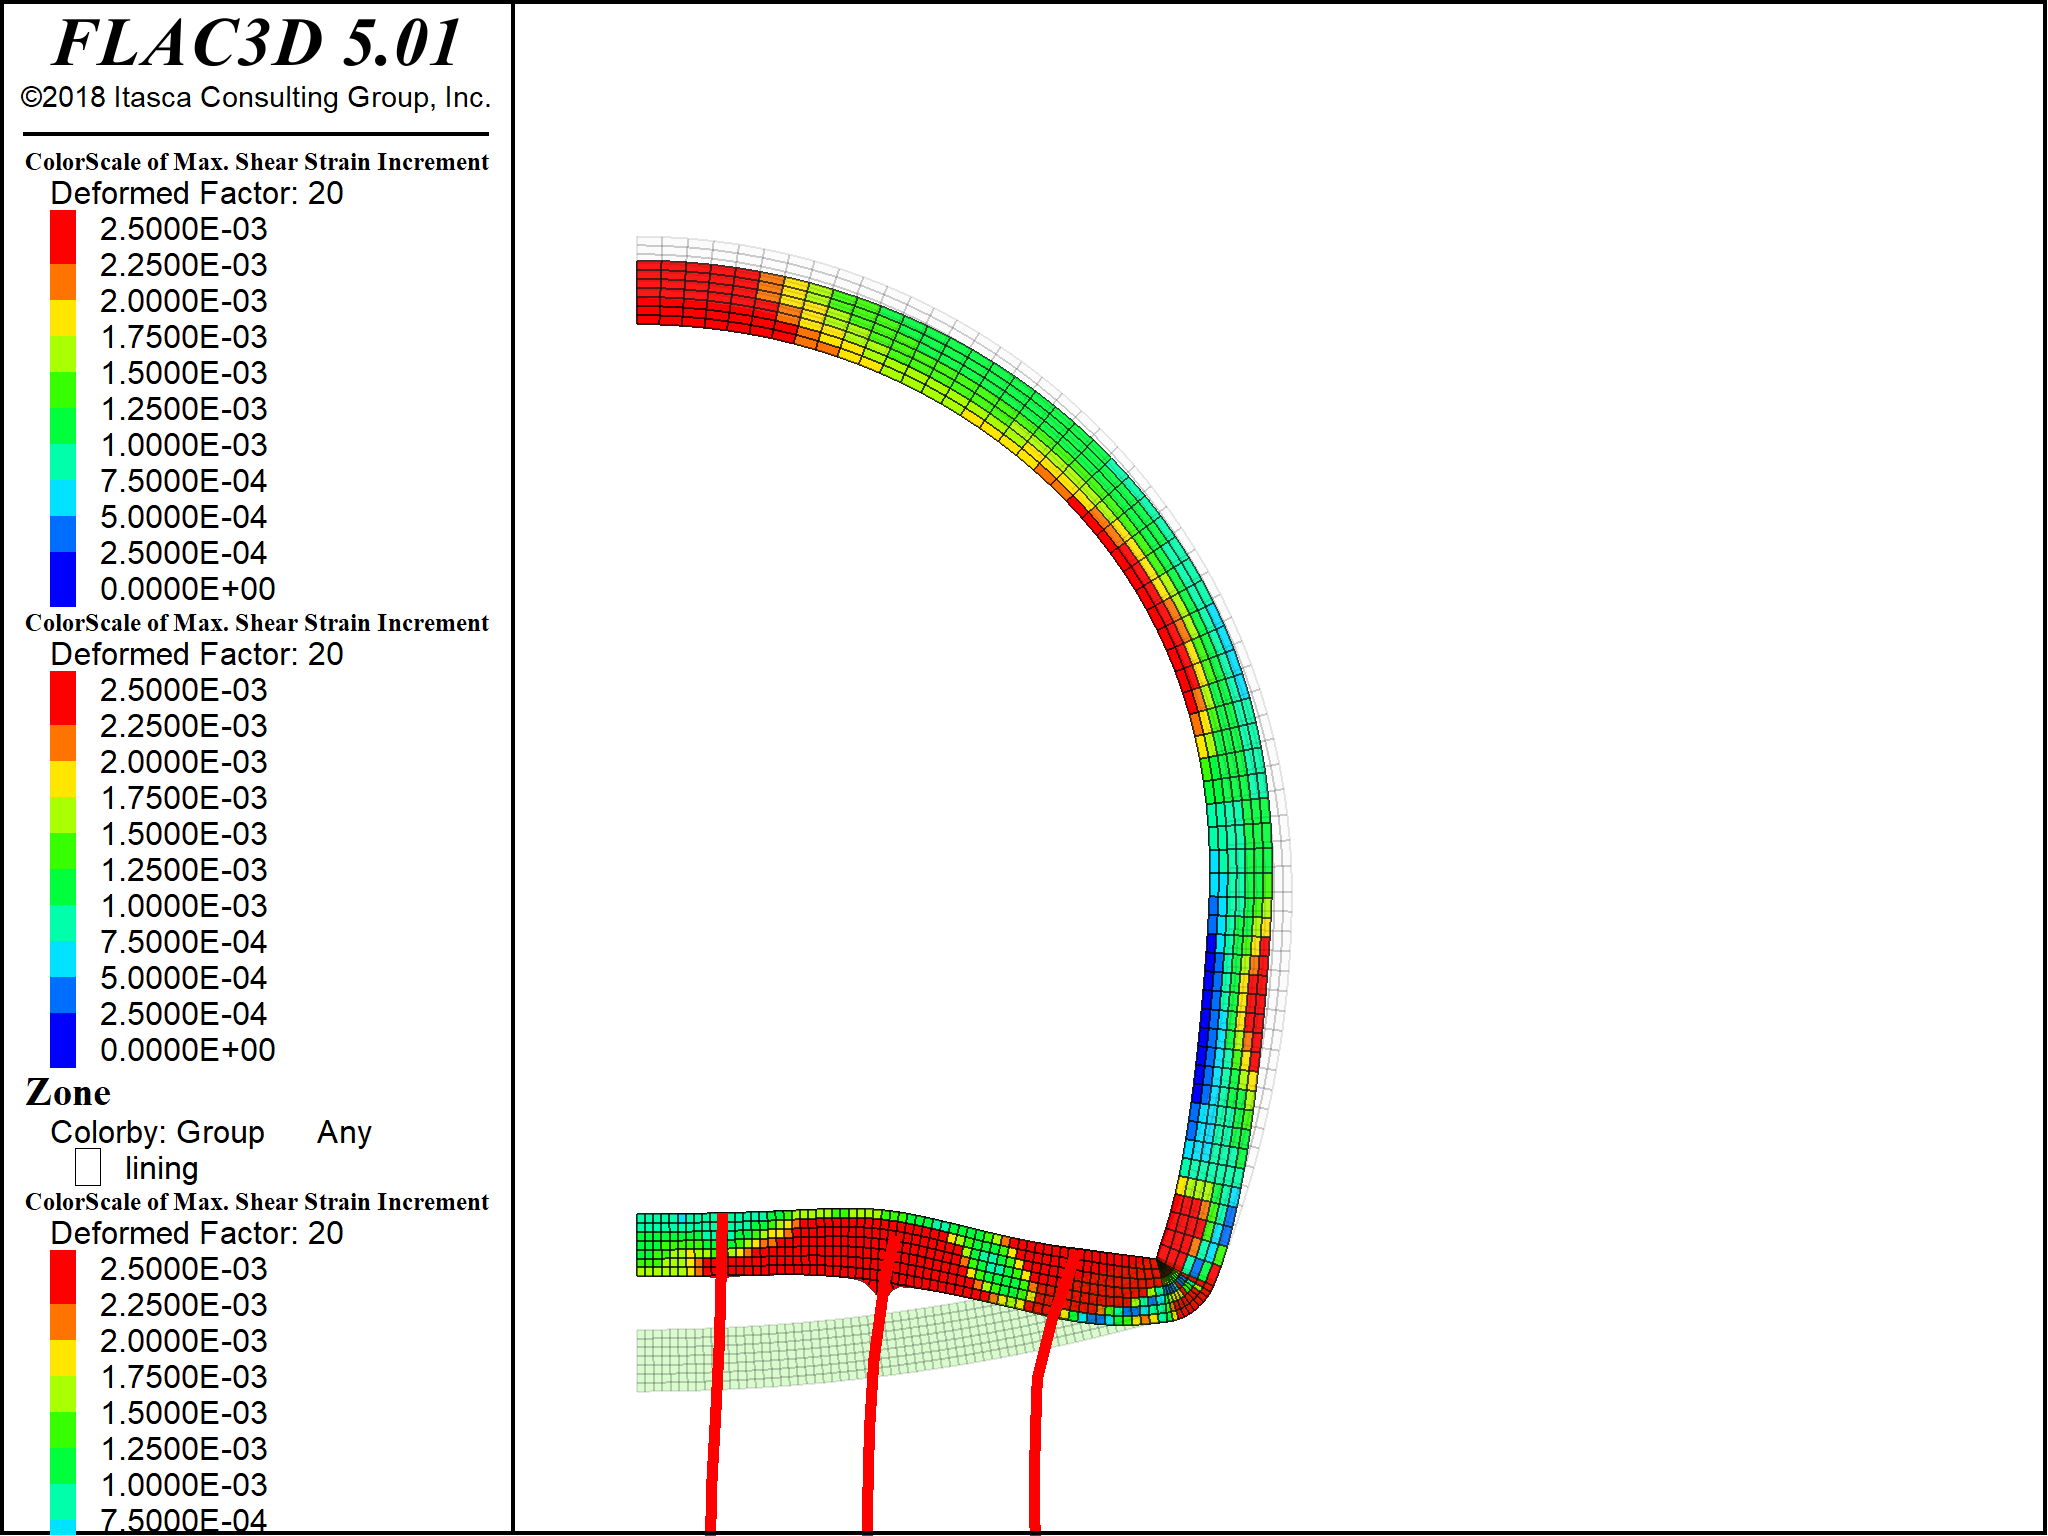 FLAC3D 5.01
©2018 Itasca Consulting Group, Inc.
ColorScale of Max. Shear Strain Increment
Deformed Factor: 20
2.5000E-03
2.2500E-03
2.0000E-03
1.7500E-03
1.5000E-03
1.2500E-03
1.0000E-03
7.5000E-04
5.0000E-04
2.5000E-04
0.0000E+00
ColorScale of Max. Shear Strain Increment
Deformed Factor: 20
2.5000E-03
2.2500E-03
2.0000E-03
1.7500E-03
1.5000E-03
1.2500E-03
1.0000E-03
7.5000E-04
5.0000E-04
2.5000E-04
0.0000E+00
Zone
Colorby: Group Any
lining
ColorScale of Max. Shear Strain Increment
Deformed Factor: 20
2.5000E-03
2.2500E-03
2.0000E-03
1.7500E-03
1.5000E-03
1.2500E-03
1.0000E-03
7.5000E-04